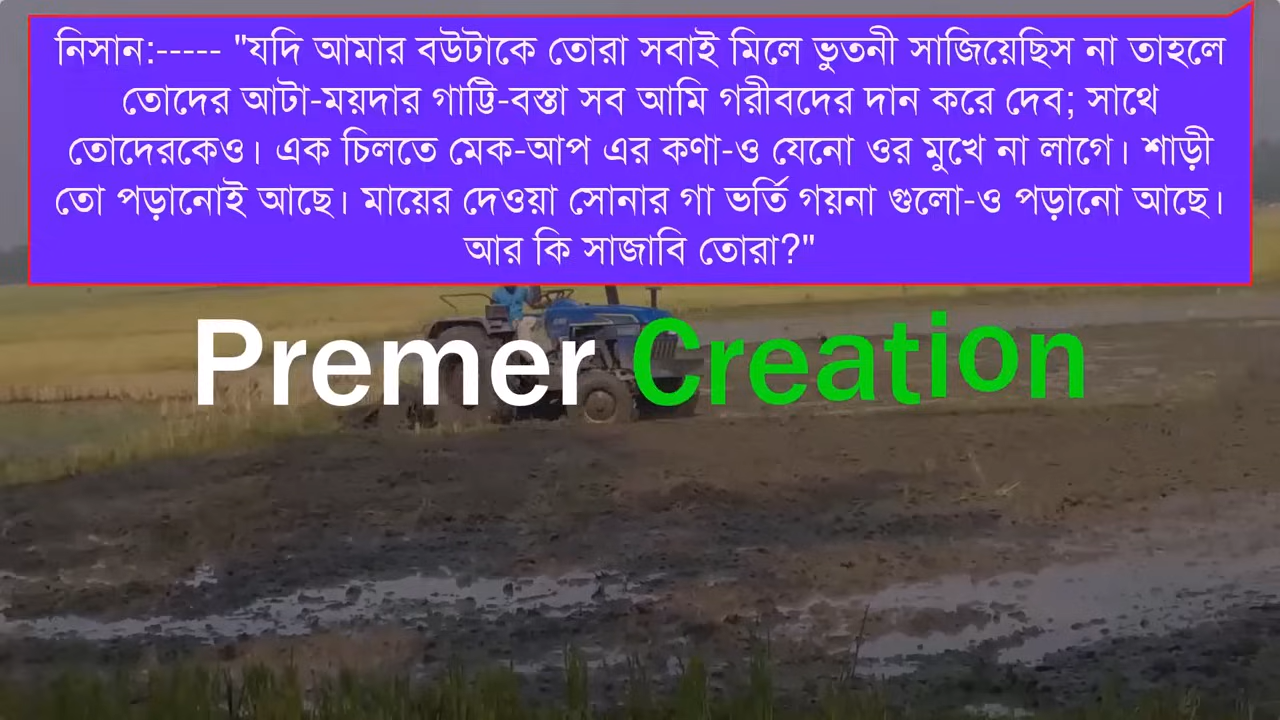 নিসান:----- "যদি আমার বউটাকে তোরা সবাই মিলে ভুতনী সাজিয়েছিস না তাহলে
তোদের আটা-ময়দার গাট্টি-বস্তা সব আমি গরীবদের দান করে দেব; সাথে
তোদেরকেও। এক চিলতে মেক-আপ এর কণা-ও যেনো ওর মুখে না লাগে। শাড়ী
তো পড়ানোই আছে। মায়ের দেওয়া সোনার গা ভর্তি গয়না গুলো-ও পড়ানো আছে।
আর কি সাজাবি তোরা?"
Premer Creation